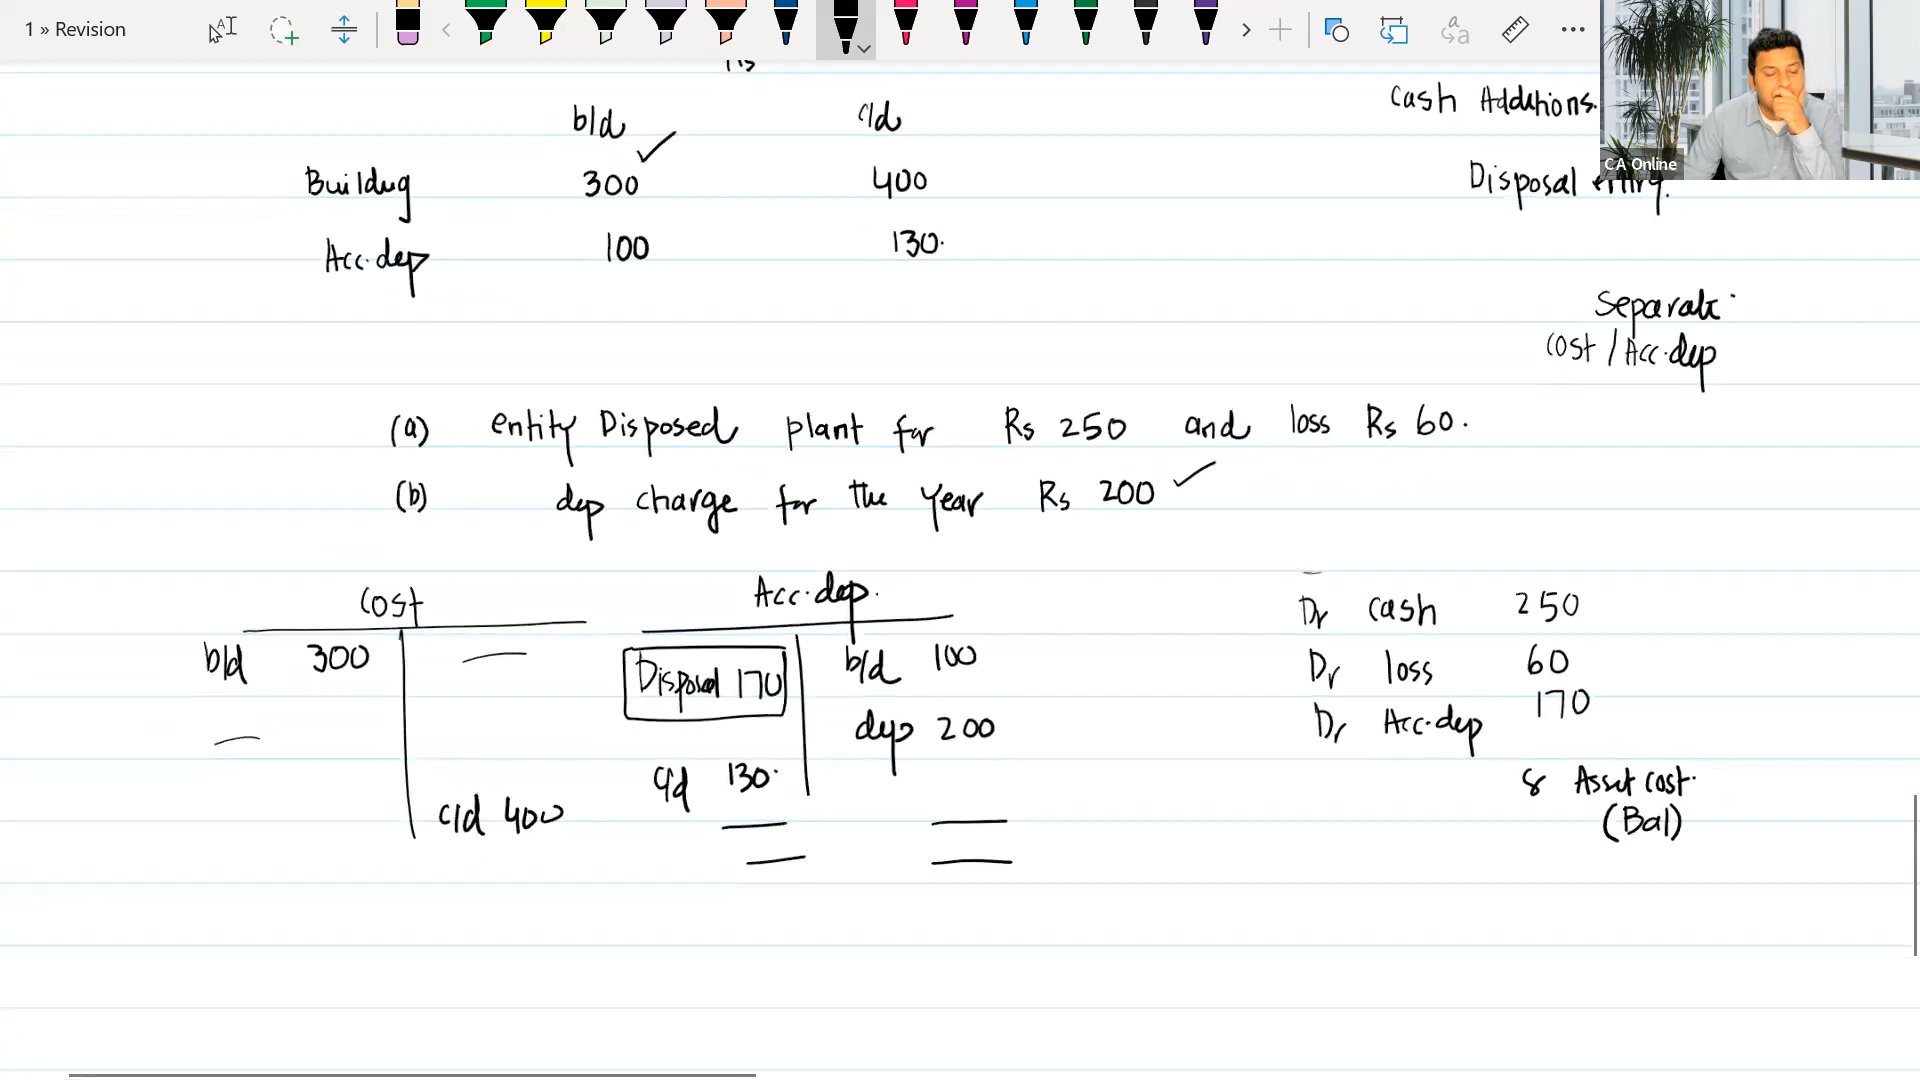 1 » Revision
Rs
Cash Additions.
C A Online
b/d c/d
Disposal entry.
Building 300 400
Acc. dep 100 130.
Separate
Cost / Acc. dep
(a) entity Disposed plant for Rs 250 and loss Rs 60.
(b) dep charge for the year Rs 200
Cost
b/d 300
c/d 400
Acc. dep.
Disposal 170 b/d 100
dep 200
c/d 130.
Dr cash 250
Dr loss 60
Dr Acc. dep 170
Asset cost.
(Bal)